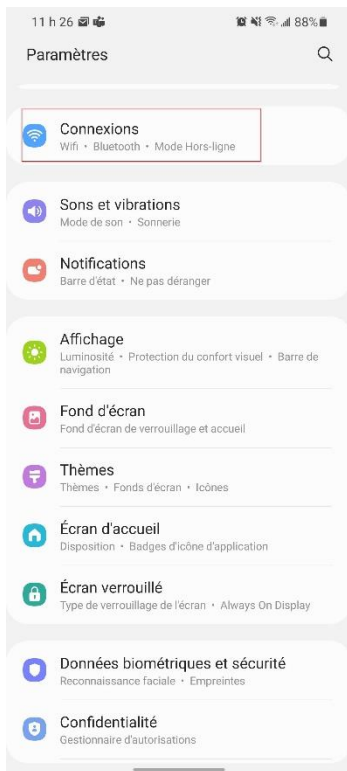 11 h 26 88%
Paramètres
Connexions
Wifi • Bluetooth • Mode Hors-ligne
Sons et vibrations
Mode de son • Sonnerie
Notifications
Barre d'état • Ne pas déranger
Affichage
Luminosité • Protection du confort visuel • Barre de
navigation
Fond d'écran
Fond d'écran de verrouillage et accueil
Thèmes
Thèmes • Fonds d'écran • Icônes
Écran d'accueil
Disposition • Badges d'icône d'application
Écran verrouillé
Type de verrouillage de l'écran • Always On Display
Données biométriques et sécurité
Reconnaissance faciale • Empreintes
Confidentialité
Gestionnaire d'autorisations